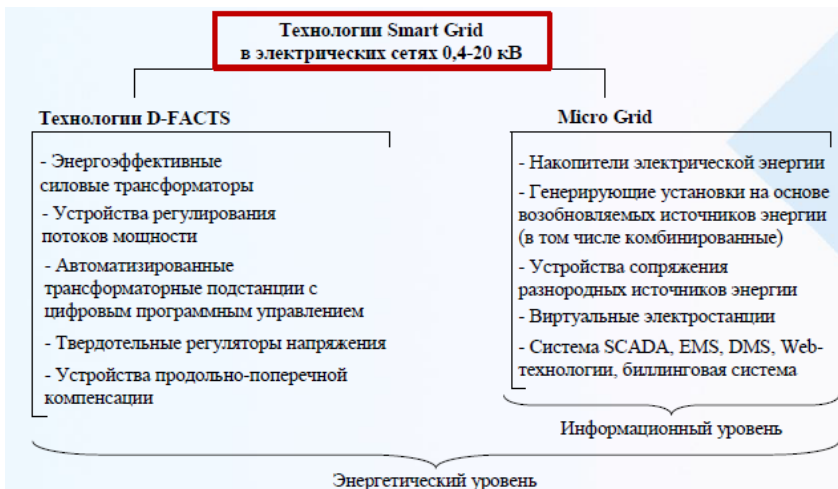 Технологии Smart Grid
в электрических сетях 0,4-20 кВ
Технологии D-FACTS
- Энергоэффективные
силовые трансформаторы
- Устройства регулирования
потоков мощности
- Автоматизированные
трансформаторные подстанции с
цифровым программным управлением
- Твердотельные регуляторы напряжения
- Устройства продольно-поперечной
компенсации
Micro Grid
- Накопители электрической энергии
- Генерирующие установки на основе
возобновляемых источников энергии
(в том числе комбинированные)
- Устройства сопряжения
разнородных источников энергии
- Виртуальные электростанции
- Система SCADA, EMS, DMS, Web-
технологии, биллинговая система
Информационный уровень
Энергетический уровень